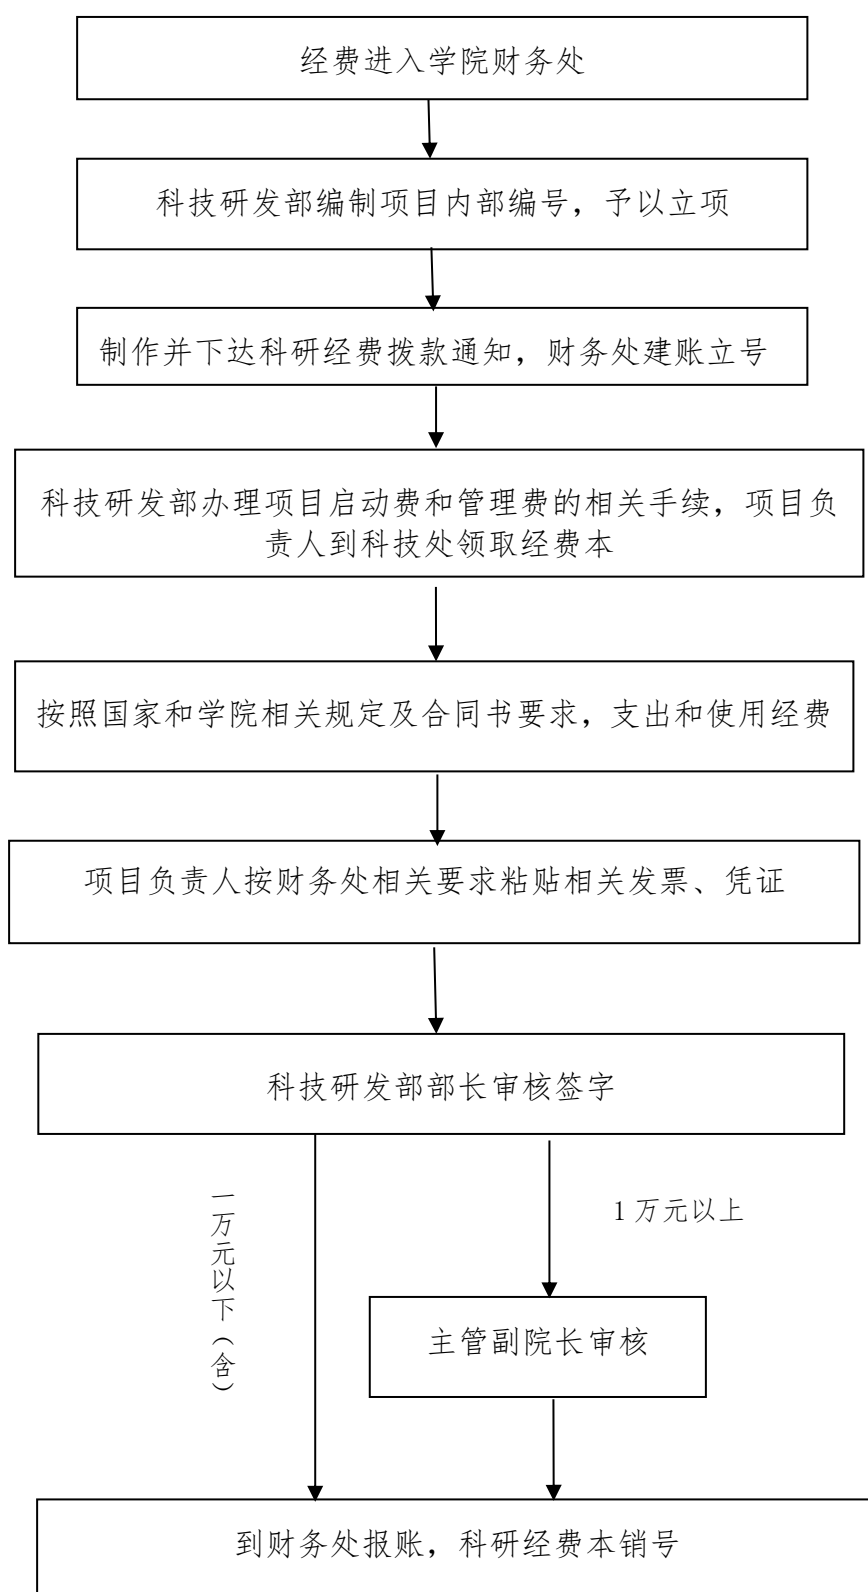 经费进入学院财务处
科技研发部编制项目内部编号，予以立项
制作并下达科研经费拨款通知，财务处建账立号
科技研发部办理项目启动费和管理费的相关手续，项目负
责人到科技处领取经费本
按照国家和学院相关规定及合同书要求，支出和使用经费
项目负责人按财务处相关要求粘贴相关发票、凭证
科技研发部部长审核签字
一万元以下（含）
1万元以上
主管副院长审核
到财务处报账，科研经费本销号